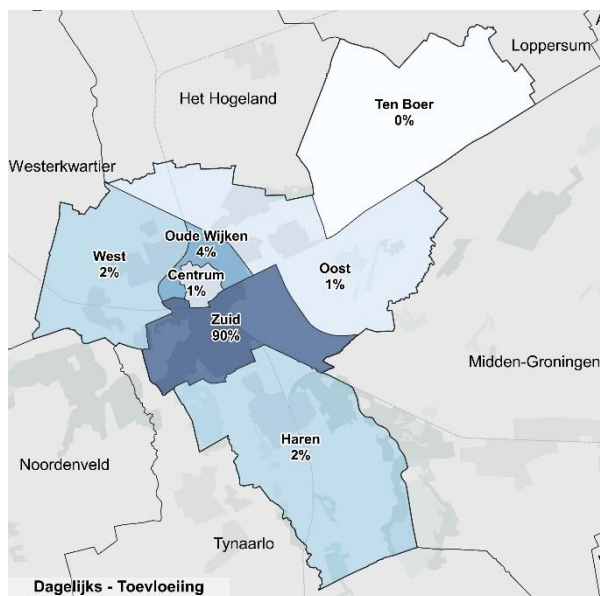 Loppersum
Het Hogeland
Ten Boer
0%
Westerkwartier
Oude Wijken
4%
West
2%
Centrum
1%
Oost
1%
Zuid
90%
Midden-Groningen
Haren
2%
Noordenveld
Tynaarlo
Dagelijks - Toevloeiing